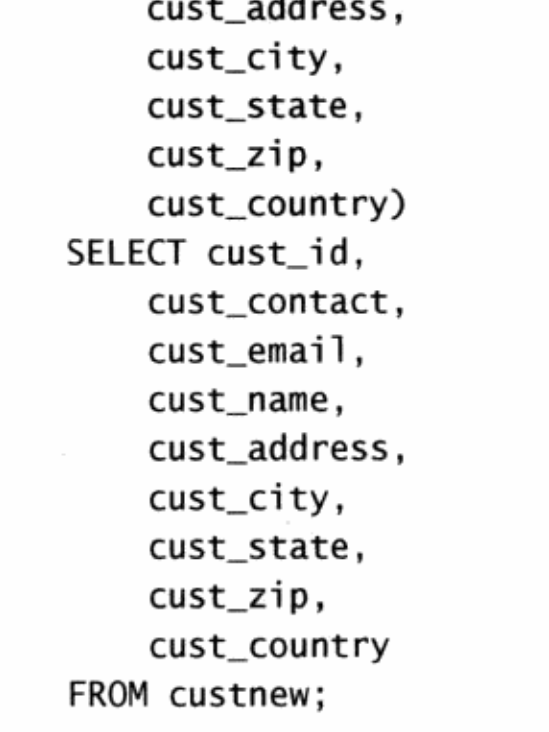 cust_address,
cust_city,
cust_state,
cust_zip,
cust_country)
SELECT cust_id,
cust_contact,
cust_email,
cust_name,
cust_address,
cust_city,
cust_state,
cust_zip,
cust_country
FROM custnew;